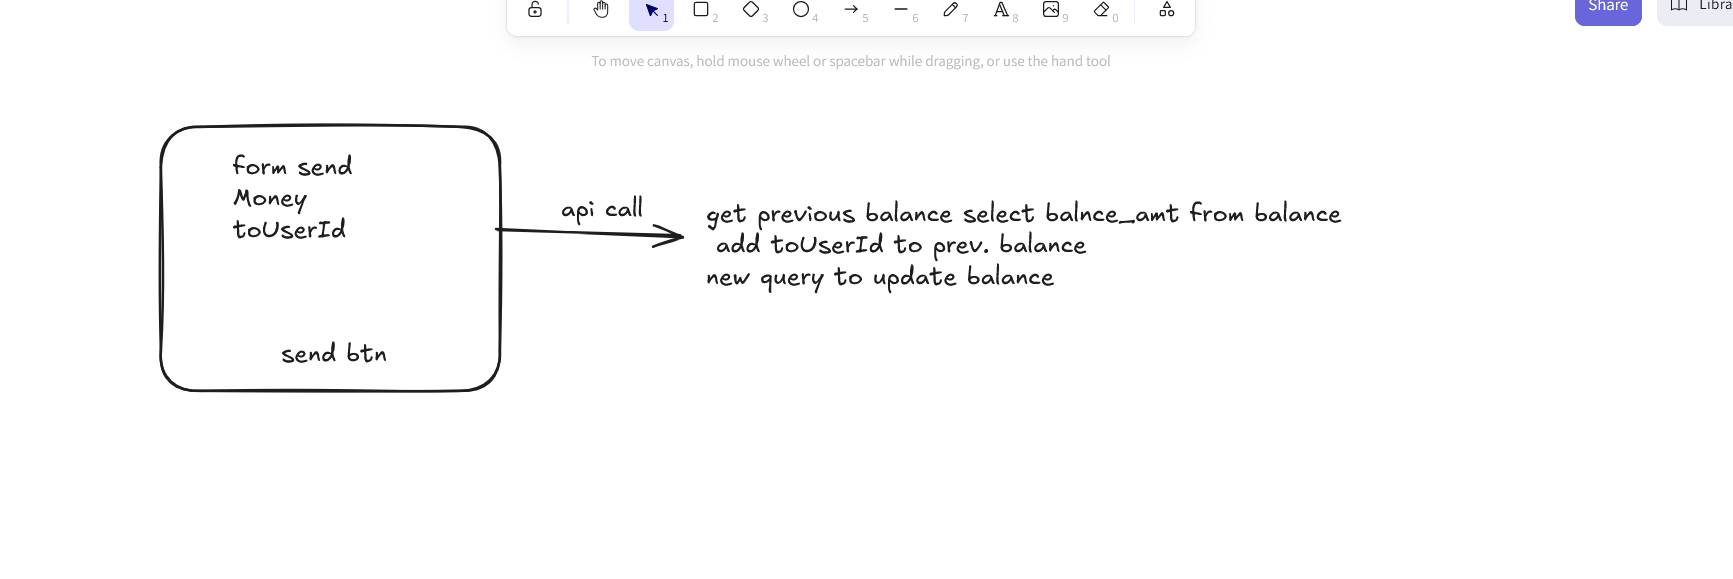 1
2
3
4
5
6
7
8
9
0
Share
To move canvas, hold mouse wheel or spacebar while dragging, or use the hand tool
form send
Money
toUserId
send btn
api call
get previous balance select balnce_amt from balance
add toUserId to prev. balance
new query to update balance